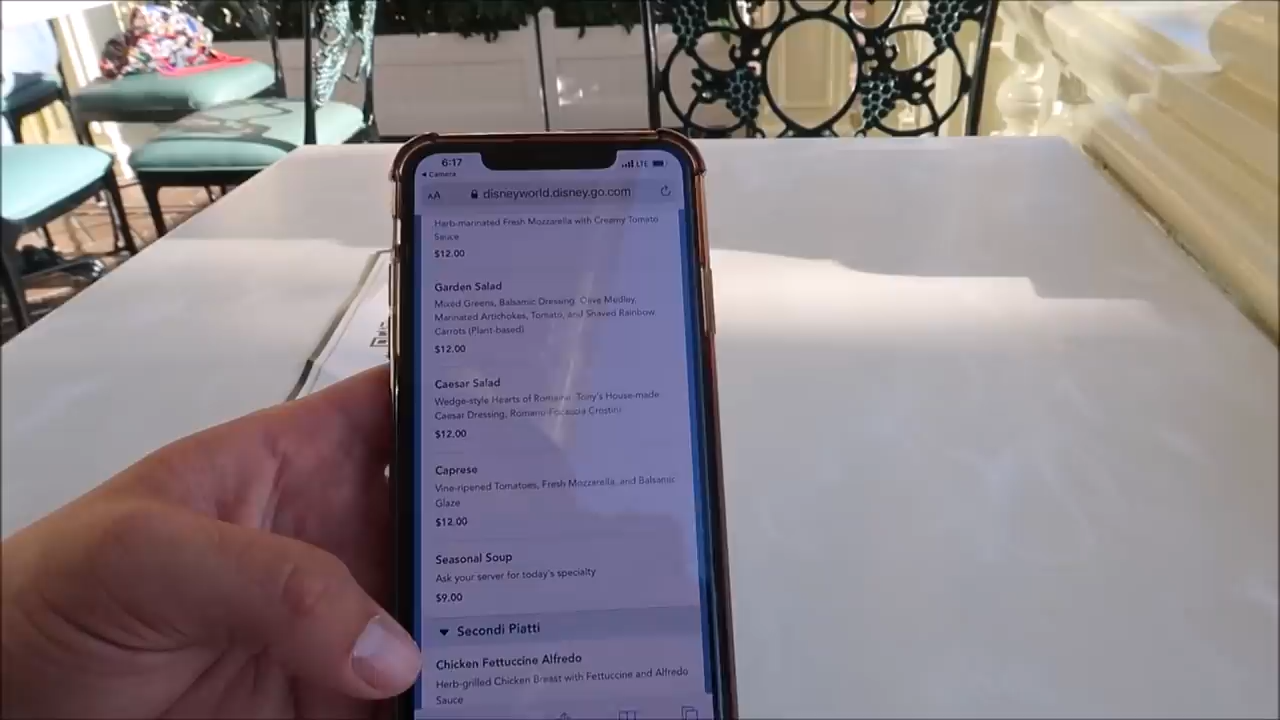 6:17
LTE
Camera
AA disneyworld.disney.go.com
Herb-marinated Fresh Mozzarella with Creamy Tomato
Sauce
$12.00
Garden Salad
Mixed Greens, Balsamic Dressing, Olive Medley,
Marinated Artichokes, Tomato, and Shaved Rainbow
Carrots (Plant-based)
$12.00
Caesar Salad
Wedge-style Hearts of Romaine, Tony's House-made
Caesar Dressing, Romano-Focaccia Crostini
$12.00
Caprese
Vine-ripened Tomatoes, Fresh Mozzarella, and Balsamic
Glaze
$12.00
Seasonal Soup
Ask your server for today's specialty
$9.00
Secondi Piatti
Chicken Fettuccine Alfredo
Herb-grilled Chicken Breast with Fettuccine and Alfredo
Sauce